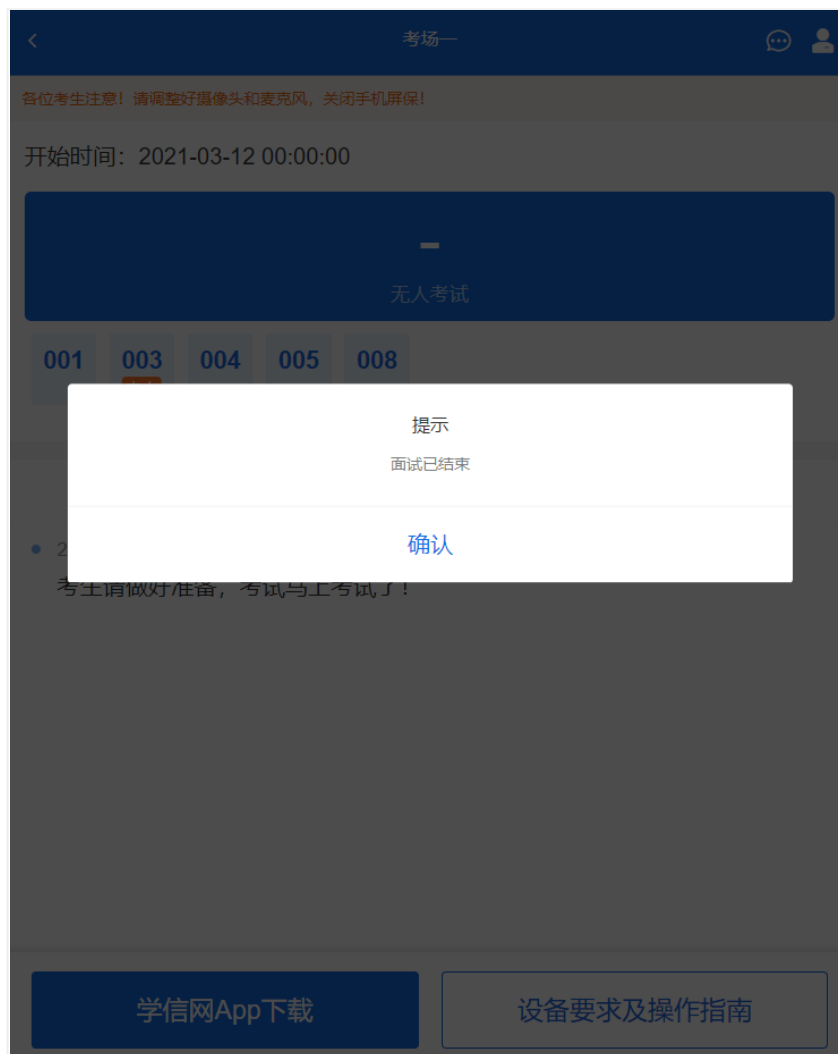 考场一
各位考生注意！请调整好摄像头和麦克风，关闭手机屏保！
开始时间：2021-03-12 00:00:00
-
无人考试
001 003 004 005 008
提示
面试已结束
确认
2
考生请做好准备，考试马上考试了！
学信网App下载
设备要求及操作指南